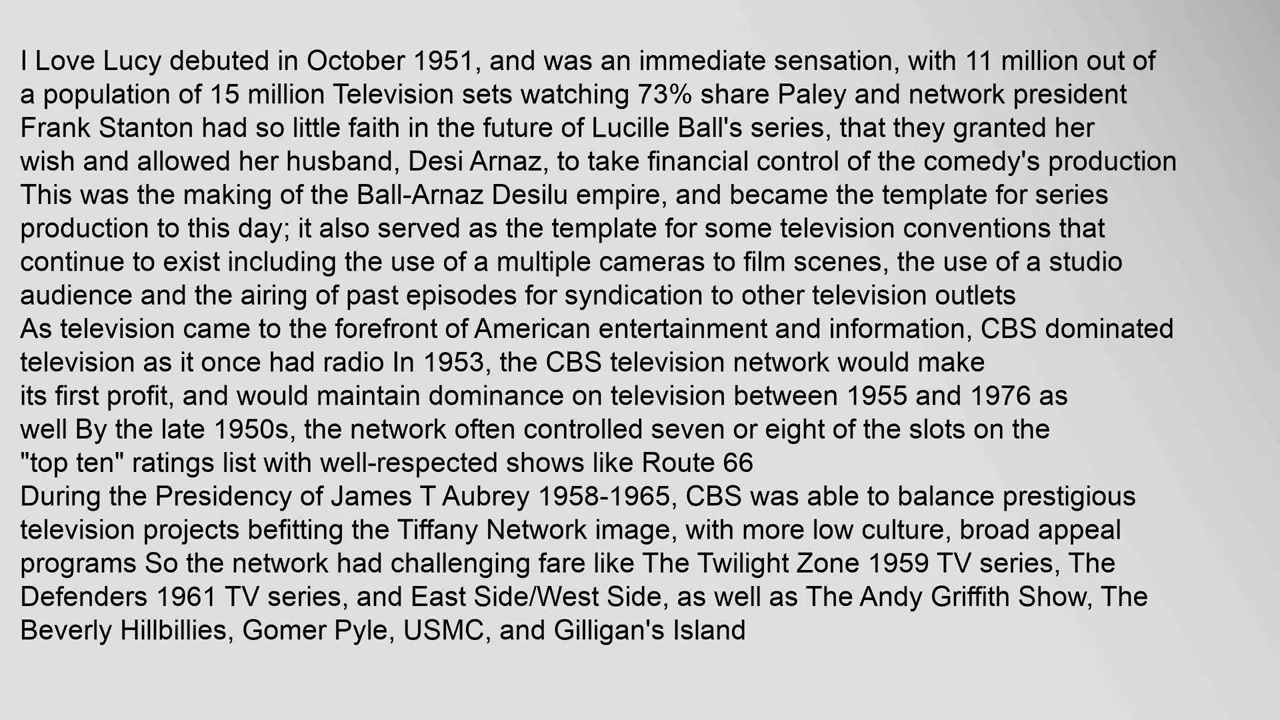 I Love Lucy debuted in October 1951, and was an immediate sensation, with 11 million out of
a population of 15 million Television sets watching 73% share Paley and network president
Frank Stanton had so little faith in the future of Lucille Ball's series, that they granted her
wish and allowed her husband, Desi Arnaz, to take financial control of the comedy's production
This was the making of the Ball-Arnaz Desilu empire, and became the template for series
production to this day; it also served as the template for some television conventions that
continue to exist including the use of a multiple cameras to film scenes, the use of a studio
audience and the airing of past episodes for syndication to other television outlets
As television came to the forefront of American entertainment and information, CBS dominated
television as it once had radio In 1953, the CBS television network would make
its first profit, and would maintain dominance on television between 1955 and 1976 as
well By the late 1950s, the network often controlled seven or eight of the slots on the
"top ten" ratings list with well-respected shows like Route 66
During the Presidency of James T Aubrey 1958-1965, CBS was able to balance prestigious
television projects befitting the Tiffany Network image, with more low culture, broad appeal
programs So the network had challenging fare like The Twilight Zone 1959 TV series, The
Defenders 1961 TV series, and East Side/West Side, as well as The Andy Griffith Show, The
Beverly Hillbillies, Gomer Pyle, USMC, and Gilligan's Island